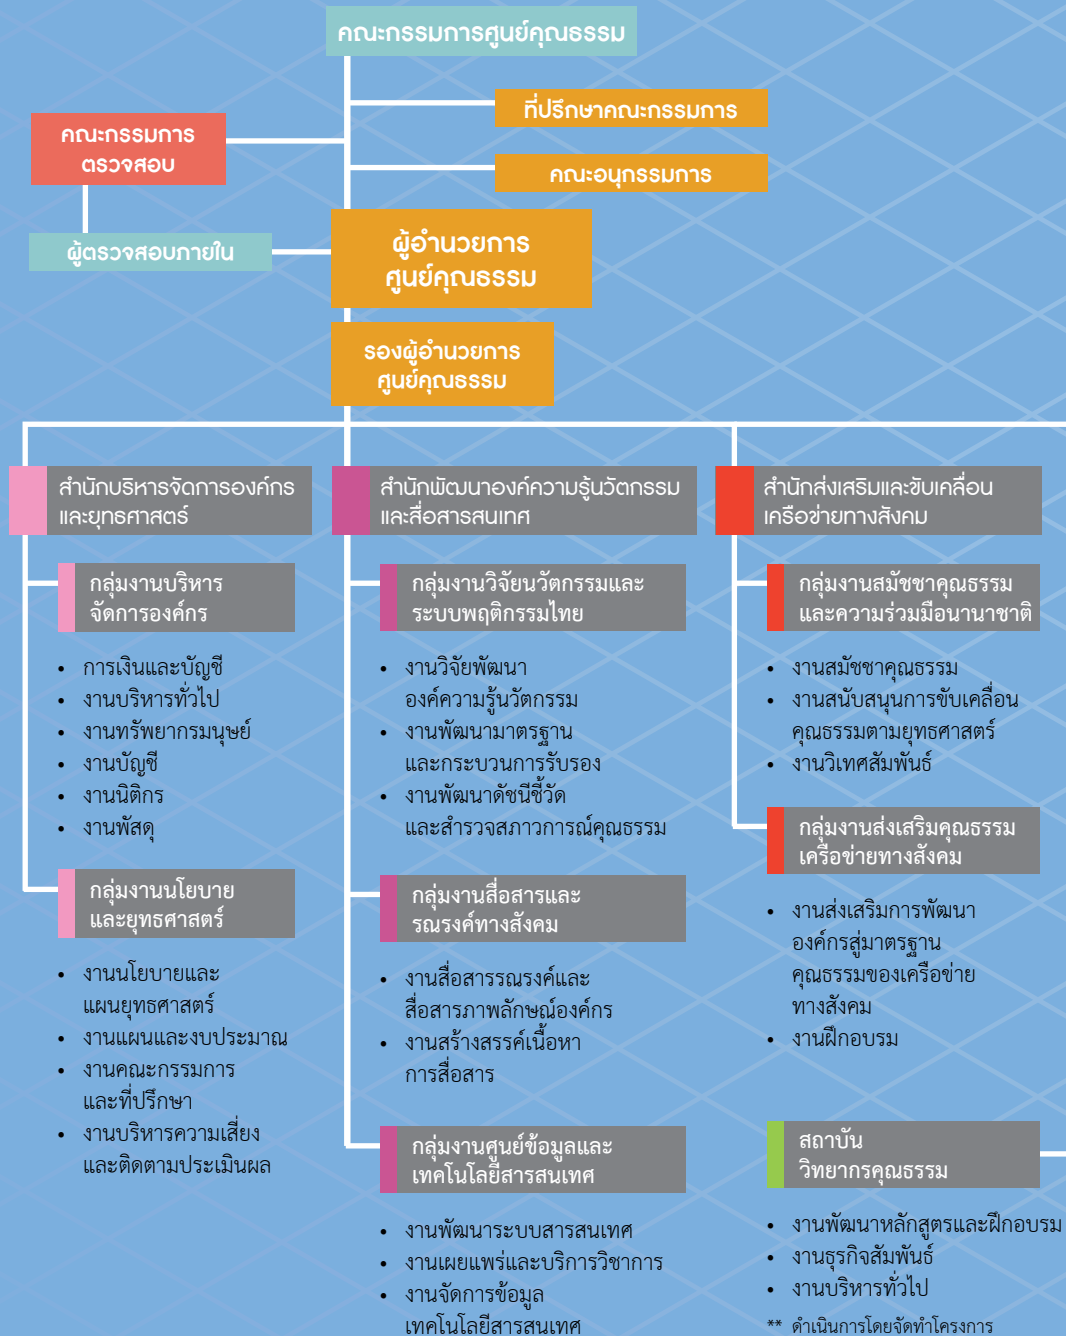 คณะกรรมการศูนย์คุณธรรม
ที่ปรึกษาคณะกรรมการ
คณะกรรมการ
ตรวจสอบ
คณะอนุกรรมการ
ผู้ตรวจสอบภายใน
ผู้อำนวยการ
ศูนย์คุณธรรม
รองผู้อำนวยการ
ศูนย์คุณธรรม
สำนักบริหารจัดการองค์กร
และยุทธศาสตร์
กลุ่มงานบริหาร
จัดการองค์กร
• การเงินและบัญชี
• งานบริหารทั่วไป
• งานทรัพยากรมนุษย์
• งานบัญชี
• งานนิติกร
• งานพัสดุ
กลุ่มงานนโยบาย
และยุทธศาสตร์
• งานนโยบายและ
แผนยุทธศาสตร์
• งานแผนและงบประมาณ
• งานคณะกรรมการ
และที่ปรึกษา
• งานบริหารความเสี่ยง
และติดตามประเมินผล
สำนักพัฒนาองค์ความรู้นวัตกรรม
และสื่อสารสนเทศ
กลุ่มงานวิจัยนวัตกรรมและ
ระบบพฤติกรรมไทย
• งานวิจัยพัฒนา
องค์ความรู้นวัตกรรม
• งานพัฒนามาตรฐาน
และกระบวนการรับรอง
• งานพัฒนาดัชนีชี้วัด
และสำรวจสภาวการณ์คุณธรรม
กลุ่มงานสื่อสารและ
รณรงค์ทางสังคม
• งานสื่อสารรณรงค์และ
สื่อสารภาพลักษณ์องค์กร
• งานสร้างสรรค์เนื้อหา
การสื่อสาร
กลุ่มงานศูนย์ข้อมูลและ
เทคโนโลยีสารสนเทศ
• งานพัฒนาระบบสารสนเทศ
• งานเผยแพร่และบริการวิชาการ
• งานจัดการข้อมูล
เทคโนโลยีสารสนเทศ
สำนักส่งเสริมและขับเคลื่อน
เครือข่ายทางสังคม
กลุ่มงานสมัชชาคุณธรรม
และความร่วมมือนานาชาติ
• งานสมัชชาคุณธรรม
• งานสนับสนุนการขับเคลื่อน
คุณธรรมตามยุทธศาสตร์
• งานวิเทศสัมพันธ์
กลุ่มงานส่งเสริมคุณธรรม
เครือข่ายทางสังคม
• งานส่งเสริมการพัฒนา
องค์กรสู่มาตรฐาน
คุณธรรมของเครือข่าย
ทางสังคม
• งานฝึกอบรม
สถาบัน
วิทยากรคุณธรรม
• งานพัฒนาหลักสูตรและฝึกอบรม
• งานธุรกิจสัมพันธ์
• งานบริหารทั่วไป
** ดำเนินการโดยจัดทำโครงการ